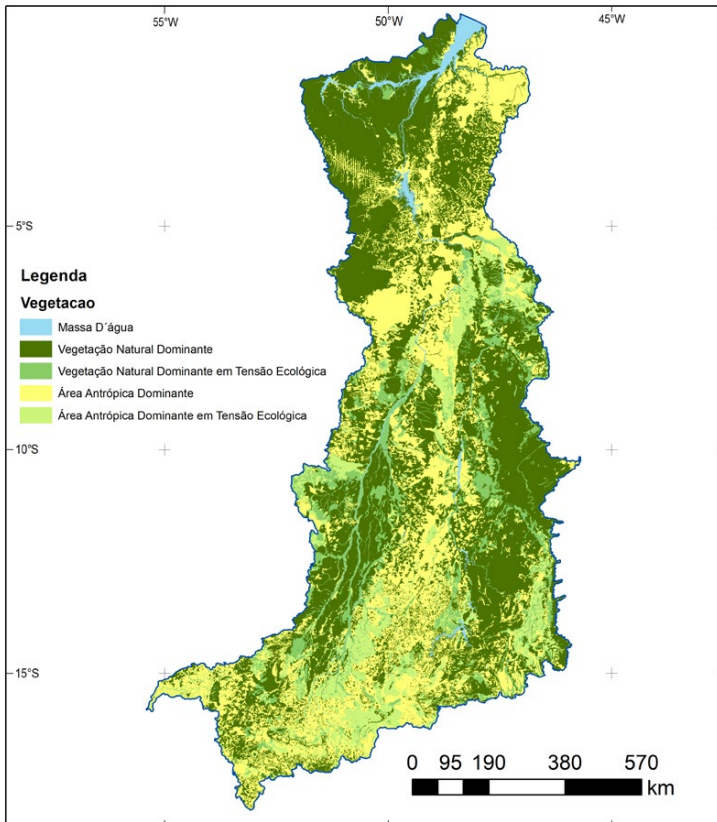 55°W
50°W
45°W
5°S
Legenda
Vegetacao
Massa D´água
Vegetação Natural Dominante
Vegetação Natural Dominante em Tensão Ecológica
Área Antrópica Dominante
Área Antrópica Dominante em Tensão Ecológica
10°S
15°S
0 95 190 380 570
km